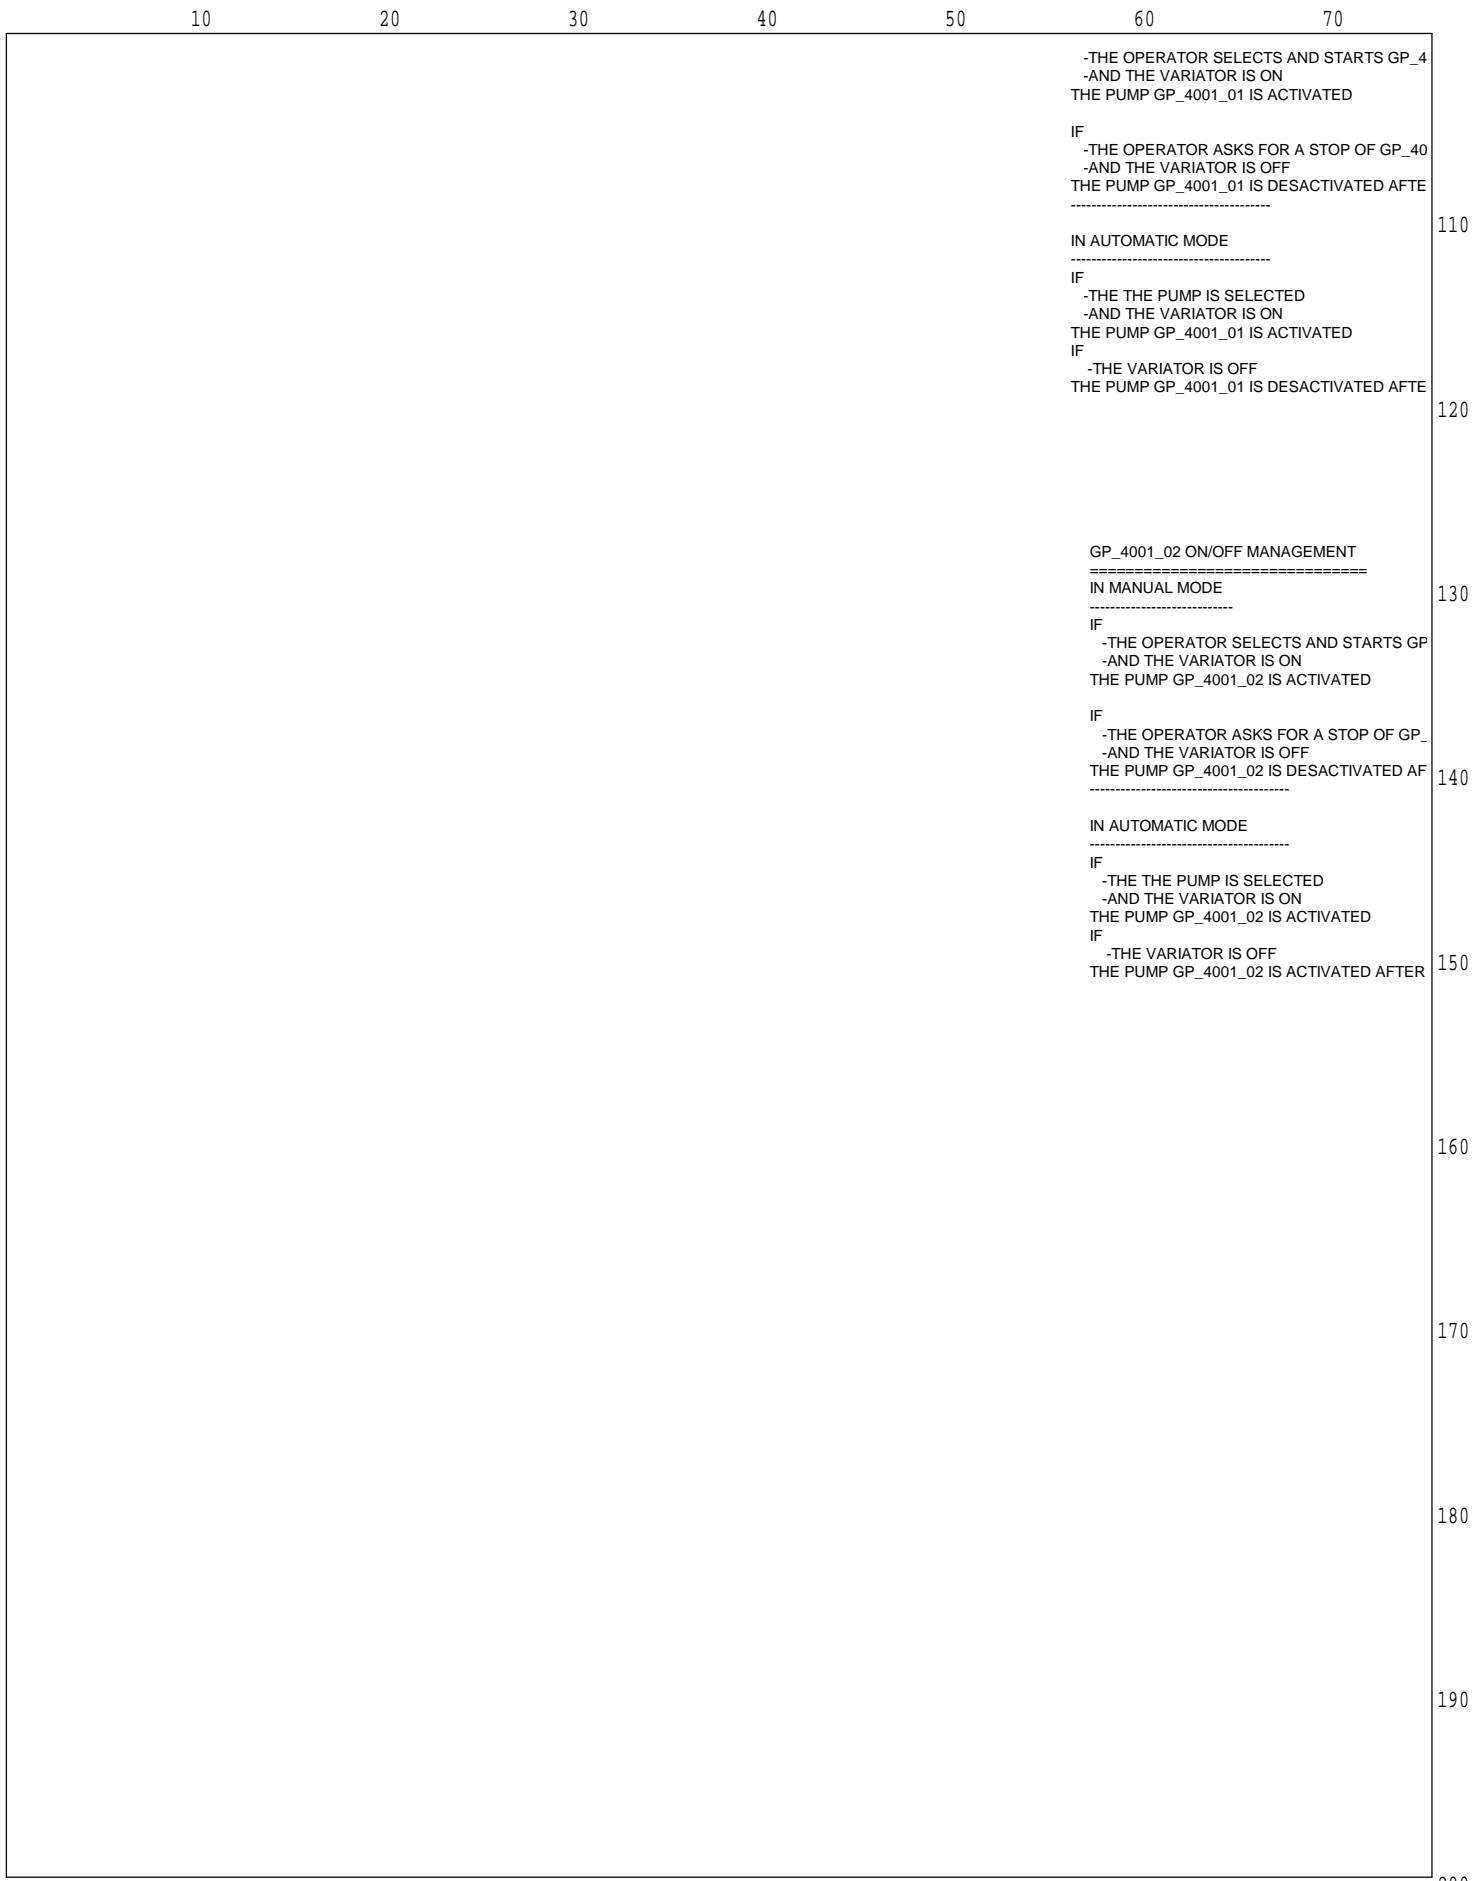 10 20 30 40 50 60 70
-THE OPERATOR SELECTS AND STARTS GP_4
-AND THE VARIATOR IS ON
THE PUMP GP_4001_01 IS ACTIVATED
IF
-THE OPERATOR ASKS FOR A STOP OF GP_40
-AND THE VARIATOR IS OFF
THE PUMP GP_4001_01 IS DESACTIVATED AFTE
---------------------------------------
110
IN AUTOMATIC MODE
---------------------------------------
IF
-THE THE PUMP IS SELECTED
-AND THE VARIATOR IS ON
THE PUMP GP_4001_01 IS ACTIVATED
IF
-THE VARIATOR IS OFF
THE PUMP GP_4001_01 IS DESACTIVATED AFTE
120
GP_4001_02 ON/OFF MANAGEMENT
===============================
IN MANUAL MODE
130
----------------------------
IF
-THE OPERATOR SELECTS AND STARTS GP
-AND THE VARIATOR IS ON
THE PUMP GP_4001_02 IS ACTIVATED
IF
-THE OPERATOR ASKS FOR A STOP OF GP_
-AND THE VARIATOR IS OFF
THE PUMP GP_4001_02 IS DESACTIVATED AF
140
---------------------------------------
IN AUTOMATIC MODE
---------------------------------------
IF
-THE THE PUMP IS SELECTED
-AND THE VARIATOR IS ON
THE PUMP GP_4001_02 IS ACTIVATED
IF
-THE VARIATOR IS OFF
150
THE PUMP GP_4001_02 IS ACTIVATED AFTER
160
170
180
190